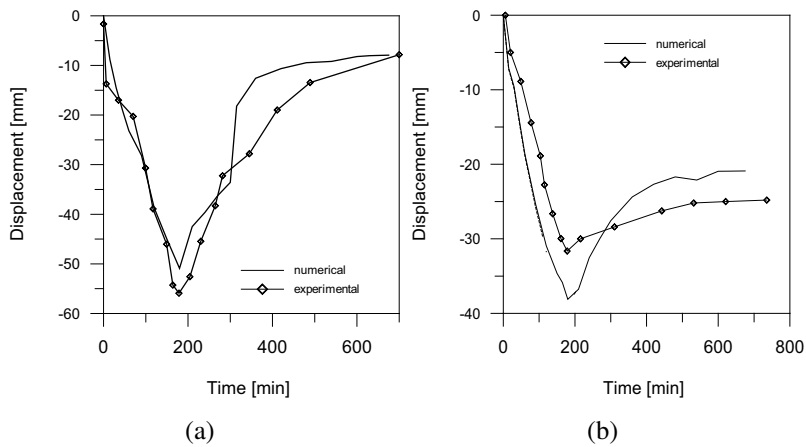 0
-10
-20
-30
-40
-50
-60
Displacement [mm]
numerical
experimental
0 200 400 600
Time [min]
(a)
0
-10
-20
-30
-40
Displacement [mm]
numerical
experimental
0 200 400 600 800
Time [min]
(b)